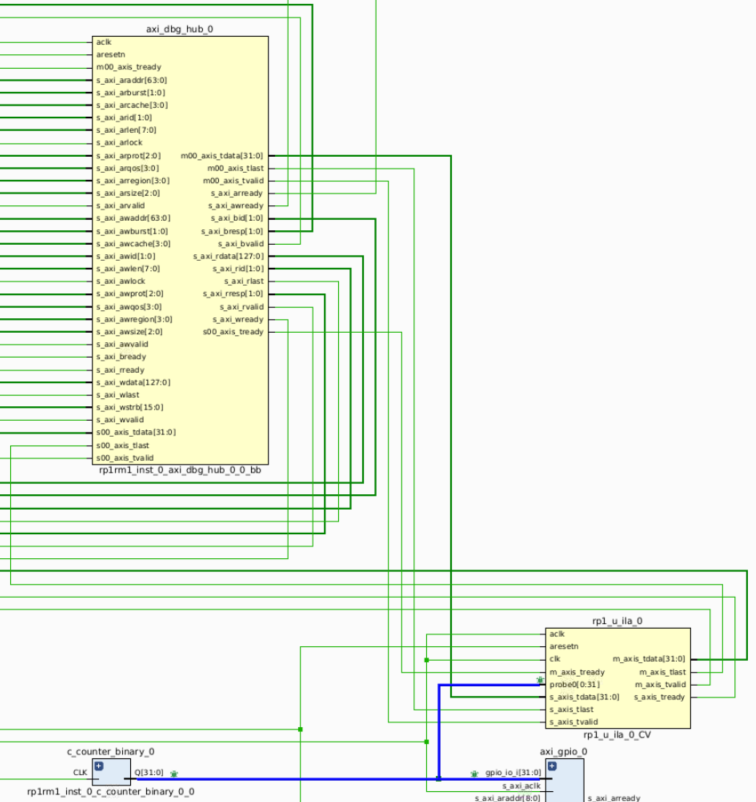 axi_dbg_hub_0
aclk
aresetn
m00_axis_tready
s_axi_araddr[63:0]
s_axi_arburst[1:0]
s_axi_arcache[3:0]
s_axi_arid[1:0]
s_axi_arlen[7:0]
s_axi_arlock
s_axi_arprot[2:0] m00_axis_tdata[31:0]
s_axi_arqos[3:0] m00_axis_tlast
s_axi_arregion[3:0] m00_axis_tvalid
s_axi_arsize[2:0] s_axi_arready
s_axi_arvalid s_axi_awready
s_axi_awaddr[63:0] s_axi_bid[1:0]
s_axi_awburst[1:0] s_axi_bresp[1:0]
s_axi_awcache[3:0] s_axi_bvalid
s_axi_awid[1:0] s_axi_rdata[127:0]
s_axi_awlen[7:0] s_axi_rid[1:0]
s_axi_awlock s_axi_rlast
s_axi_awprot[2:0] s_axi_rresp[1:0]
s_axi_awqos[3:0] s_axi_rvalid
s_axi_awregion[3:0] s_axi_wready
s_axi_awsize[2:0] s00_axis_tready
s_axi_awvalid
s_axi_bready
s_axi_rready
s_axi_wdata[127:0]
s_axi_wlast
s_axi_wstrb[15:0]
s_axi_wvalid
s00_axis_tdata[31:0]
s00_axis_tlast
s00_axis_tvalid
rp1rm1_inst_0_axi_dbg_hub_0_0_bb
rp1_u_ila_0
aclk
aresetn
clk m_axis_tdata[31:0]
m_axis_tready m_axis_tlast
probe0[0:31] m_axis_tvalid
s_axis_tdata[31:0] s_axis_tready
s_axis_tlast
s_axis_tvalid
rp1_u_ila_0_CV
c_counter_binary_0
CLK Q[31:0]
rp1rm1_inst_0_c_counter_binary_0_0
axi_gpio_0
gpio_io_i[31:0]
s_axi_aclk
s_axi_araddr[8:0] s_axi_arready